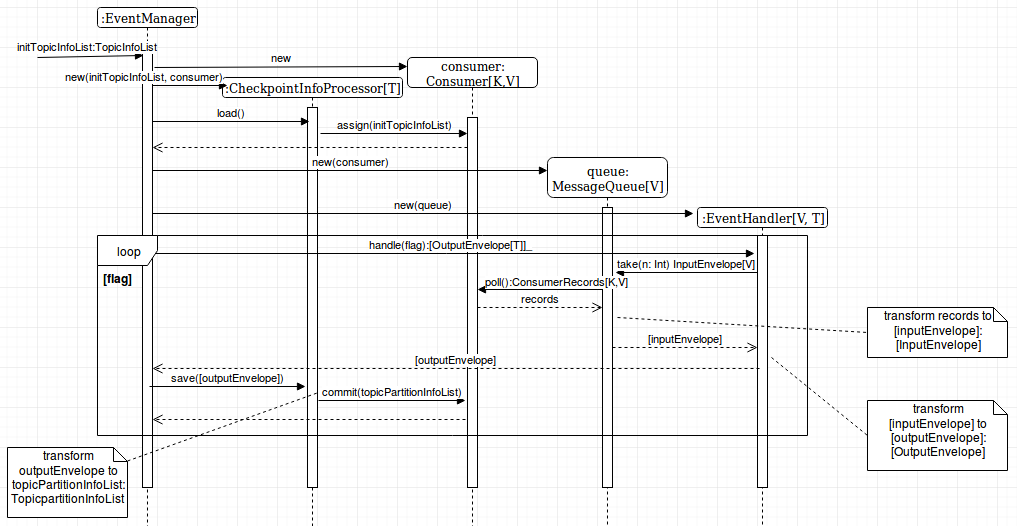 :EventManager
initTopicInfoList:TopicInfoList
new
consumer:
Consumer[K,V]
new(initTopicInfoList, consumer)
:CheckpointInfoProcessor[T]
load()
assign(initTopicInfoList)
new(consumer)
queue:
MessageQueue[V]
new(queue)
:EventHandler[V, T]
loop
handle(flag):[OutputEnvelope[T]]_
[flag]
take(n: Int) InputEnvelope[V]
poll():ConsumerRecords[K,V]
records
transform records to
[inputEnvelope]:
[InputEnvelope]
[inputEnvelope]
[outputEnvelope]
save([outputEnvelope])
commit(topicPartitionInfoList)
transform
[inputEnvelope] to
[outputEnvelope]:
[OutputEnvelope]
transform
outputEnvelope to
topicPartitionInfoList:
TopicpartitionInfoList